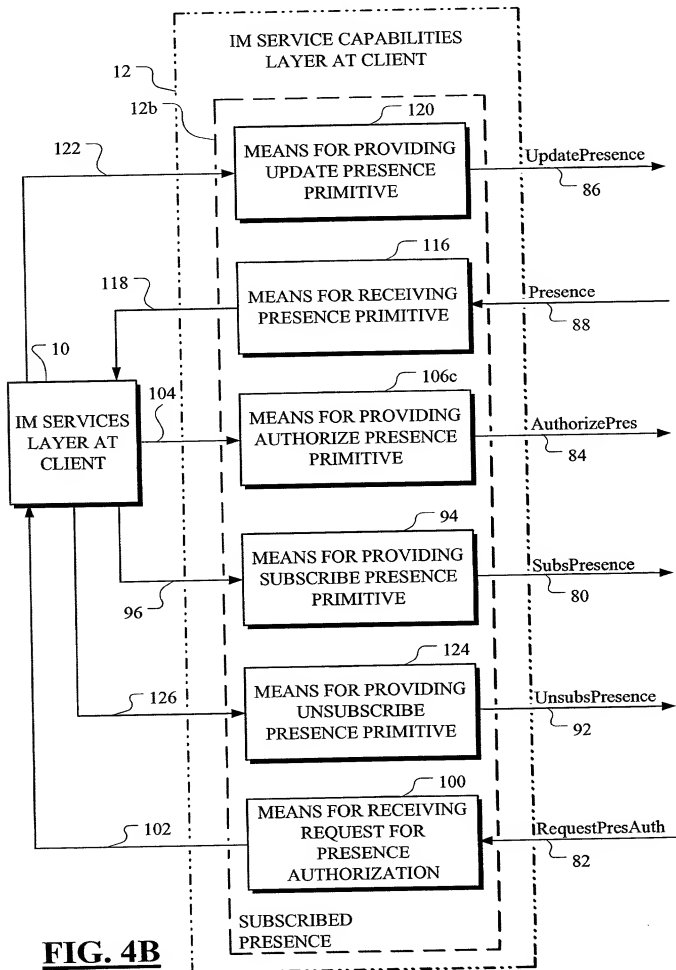 IM SERVICE CAPABILITIES
LAYER AT CLIENT
12
12b
120
122
MEANS FOR PROVIDING
UPDATE PRESENCE
PRIMITIVE
UpdatePresence
86
116
118
MEANS FOR RECEIVING
PRESENCE PRIMITIVE
Presence
88
10
IM SERVICES
LAYER AT
CLIENT
104
106c
MEANS FOR PROVIDING
AUTHORIZE PRESENCE
PRIMITIVE
AuthorizePres
84
94
96
MEANS FOR PROVIDING
SUBSCRIBE PRESENCE
PRIMITIVE
SubsPresence
80
124
126
MEANS FOR PROVIDING
UNSUBSCRIBE
PRESENCE PRIMITIVE
UnsubsPresence
92
100
102
MEANS FOR RECEIVING
REQUEST FOR
PRESENCE
AUTHORIZATION
RequestPresAuth
82
SUBSCRIBED
PRESENCE
FIG. 4B